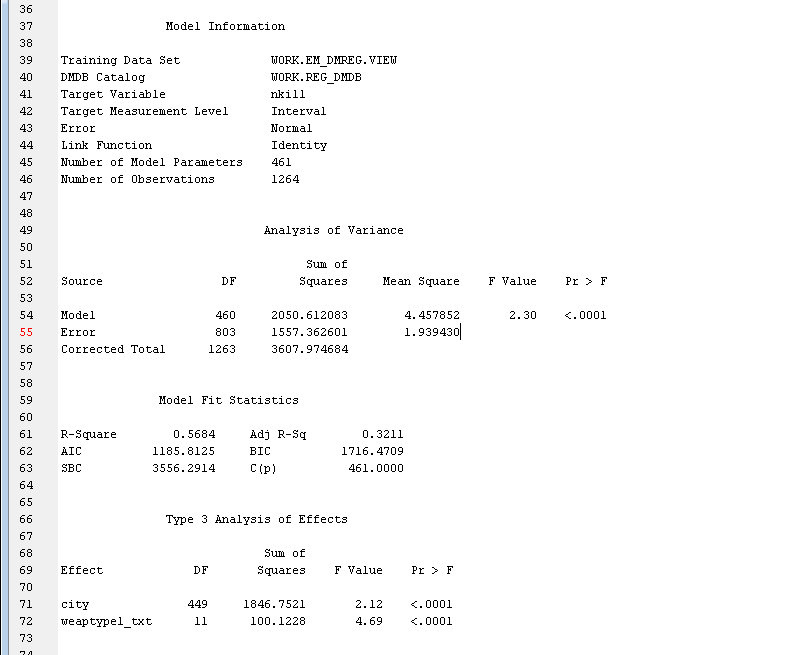 36
37 Model Information
38
39 Training Data Set WORK.EM_DMREG.VIEW
40 DMDB Catalog WORK.REG_DMDB
41 Target Variable nkill
42 Target Measurement Level Interval
43 Error Normal
44 Link Function Identity
45 Number of Model Parameters 461
46 Number of Observations 1264
47
48
49 Analysis of Variance
50
51 Sum of
52 Source DF Squares Mean Square F Value Pr > F
53
54 Model 460 2050.612083 4.457852 2.30 <.0001
55 Error 803 1557.362601 1.939430
56 Corrected Total 1263 3607.974684
57
58
59 Model Fit Statistics
60
61 R-Square 0.5684 Adj R-Sq 0.3211
62 AIC 1185.8125 BIC 1716.4709
63 SBC 3556.2914 C(p) 461.0000
64
65
66 Type 3 Analysis of Effects
67
68 Sum of
69 Effect DF Squares F Value Pr > F
70
71 city 449 1846.7521 2.12 <.0001
72 weaptype1_txt 11 100.1228 4.69 <.0001
73
74